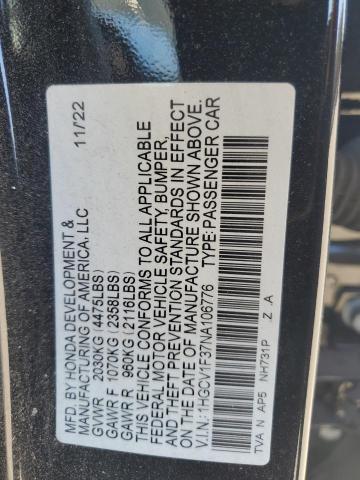 MFD. BY HONDA DEVELOPMENT & 11/22
MANUFACTURING OF AMERICA, LLC
GVWR 2030KG (4475LBS)
GAWR F 1070KG (2358LBS)
GAWR R 960KG (2116LBS)
THIS VEHICLE CONFORMS TO ALL APPLICABLE
FEDERAL MOTOR VEHICLE SAFETY, BUMPER,
AND THEFT PREVENTION STANDARDS IN EFFECT
ON THE DATE OF MANUFACTURE SHOWN ABOVE.
V.I.N.: 1HGCV1F37NA106776 TYPE: PASSENGER CAR
TVA N AP5 NH731P Z .A